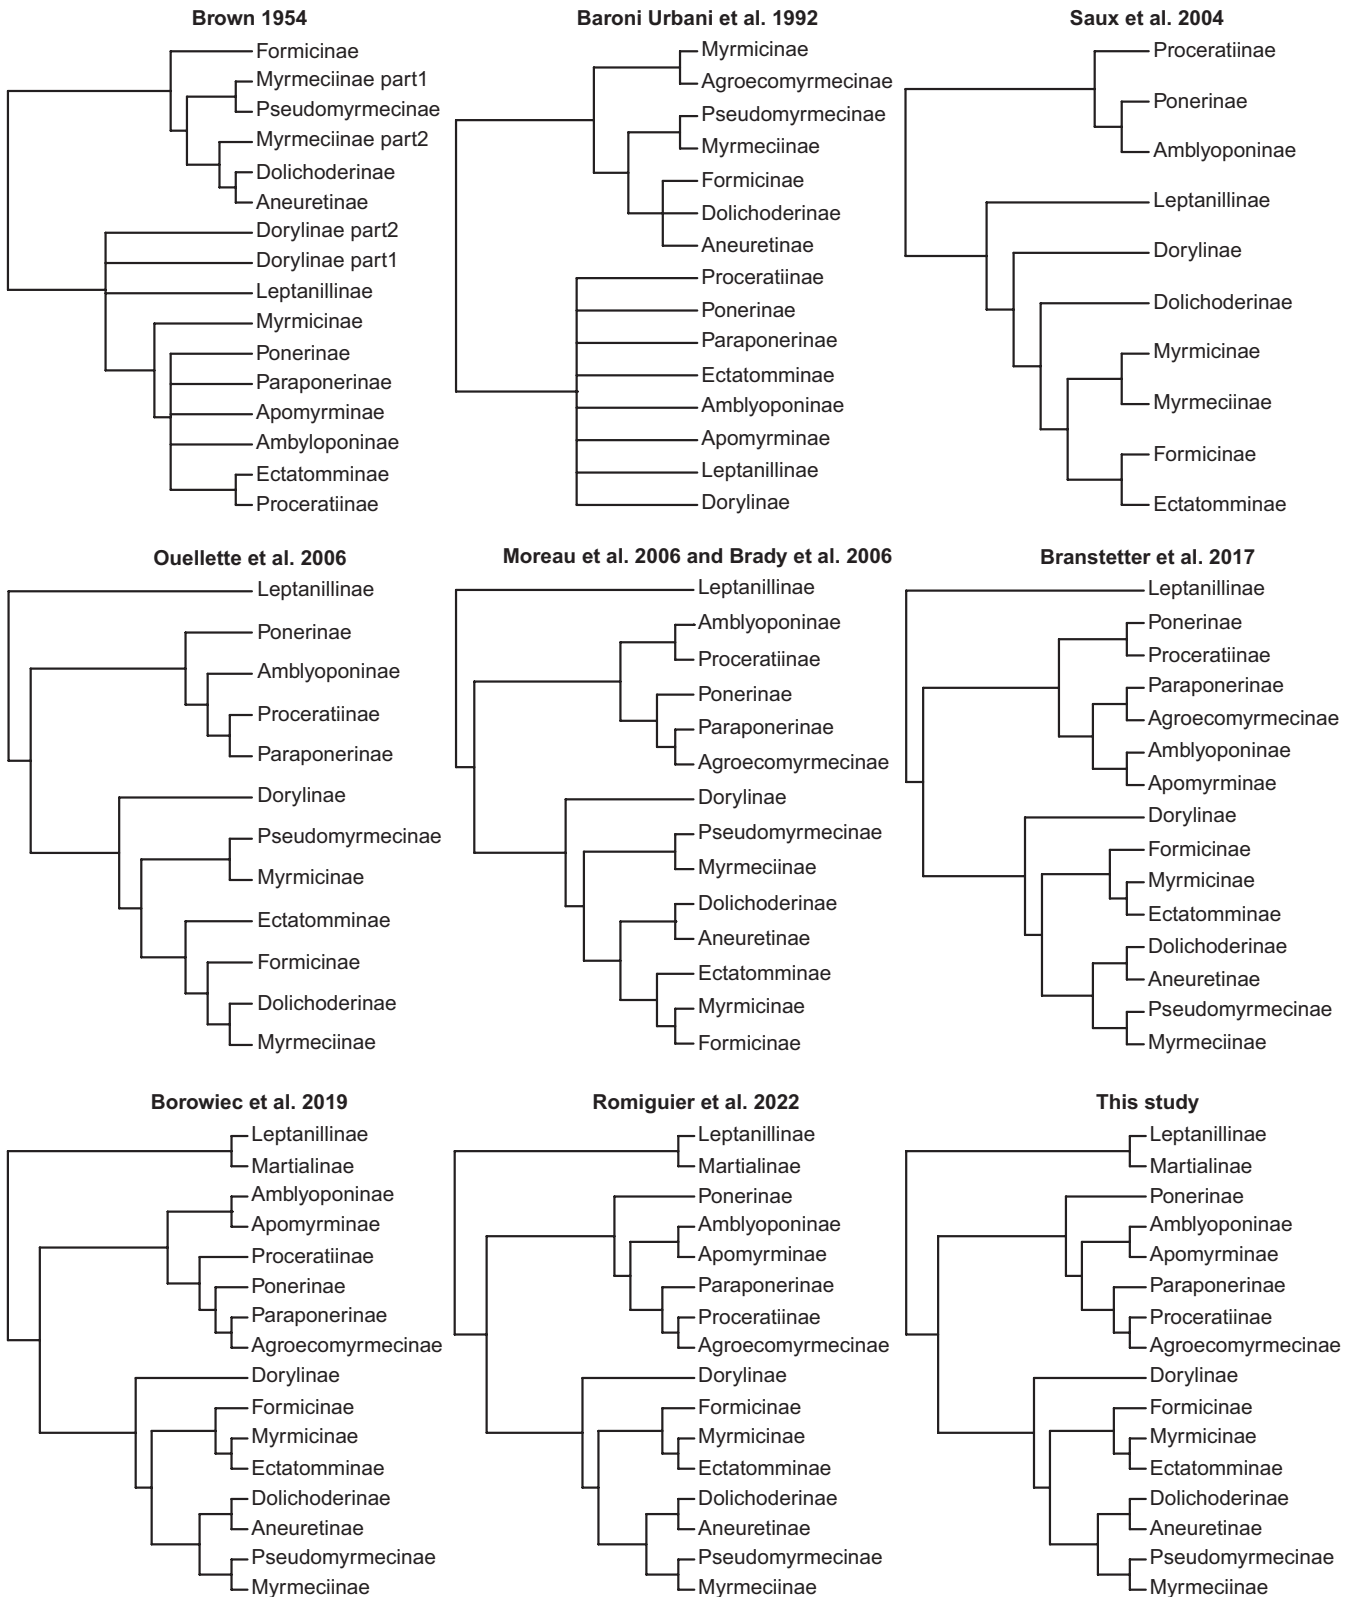 Brown 1954
Formicinae
Myrmeciinae part1
Pseudomyrmecinae
Myrmeciinae part2
Dolichoderinae
Aneuretinae
Dorylinae part2
Dorylinae part1
Leptanillinae
Myrmicinae
Ponerinae
Paraponerinae
Apomyrminae
Ambyloponinae
Ectatomminae
Proceratiinae
Baroni Urbani et al. 1992
Myrmicinae
Agroecomyrmecinae
Pseudomyrmecinae
Myrmeciinae
Formicinae
Dolichoderinae
Aneuretinae
Proceratiinae
Ponerinae
Paraponerinae
Ectatomminae
Amblyoponinae
Apomyrminae
Leptanillinae
Dorylinae
Saux et al. 2004
Proceratiinae
Ponerinae
Amblyoponinae
Leptanillinae
Dorylinae
Dolichoderinae
Myrmicinae
Myrmeciinae
Formicinae
Ectatomminae
Ouellette et al. 2006
Leptanillinae
Ponerinae
Amblyoponinae
Proceratiinae
Paraponerinae
Dorylinae
Pseudomyrmecinae
Myrmicinae
Ectatomminae
Formicinae
Dolichoderinae
Myrmeciinae
Moreau et al. 2006 and Brady et al. 2006
Leptanillinae
Amblyoponinae
Proceratiinae
Ponerinae
Paraponerinae
Agroecomyrmecinae
Dorylinae
Pseudomyrmecinae
Myrmeciinae
Dolichoderinae
Aneuretinae
Ectatomminae
Myrmicinae
Formicinae
Branstetter et al. 2017
Leptanillinae
Ponerinae
Proceratiinae
Paraponerinae
Agroecomyrmecinae
Amblyoponinae
Apomyrminae
Dorylinae
Formicinae
Myrmicinae
Ectatomminae
Dolichoderinae
Aneuretinae
Pseudomyrmecinae
Myrmeciinae
Borowiec et al. 2019
Leptanillinae
Martialinae
Amblyoponinae
Apomyrminae
Proceratiinae
Ponerinae
Paraponerinae
Agroecomyrmecinae
Dorylinae
Formicinae
Myrmicinae
Ectatomminae
Dolichoderinae
Aneuretinae
Pseudomyrmecinae
Myrmeciinae
Romiguier et al. 2022
Leptanillinae
Martialinae
Ponerinae
Amblyoponinae
Apomyrminae
Paraponerinae
Proceratiinae
Agroecomyrmecinae
Dorylinae
Formicinae
Myrmicinae
Ectatomminae
Dolichoderinae
Aneuretinae
Pseudomyrmecinae
Myrmeciinae
This study
Leptanillinae
Martialinae
Ponerinae
Amblyoponinae
Apomyrminae
Paraponerinae
Proceratiinae
Agroecomyrmecinae
Dorylinae
Formicinae
Myrmicinae
Ectatomminae
Dolichoderinae
Aneuretinae
Pseudomyrmecinae
Myrmeciinae